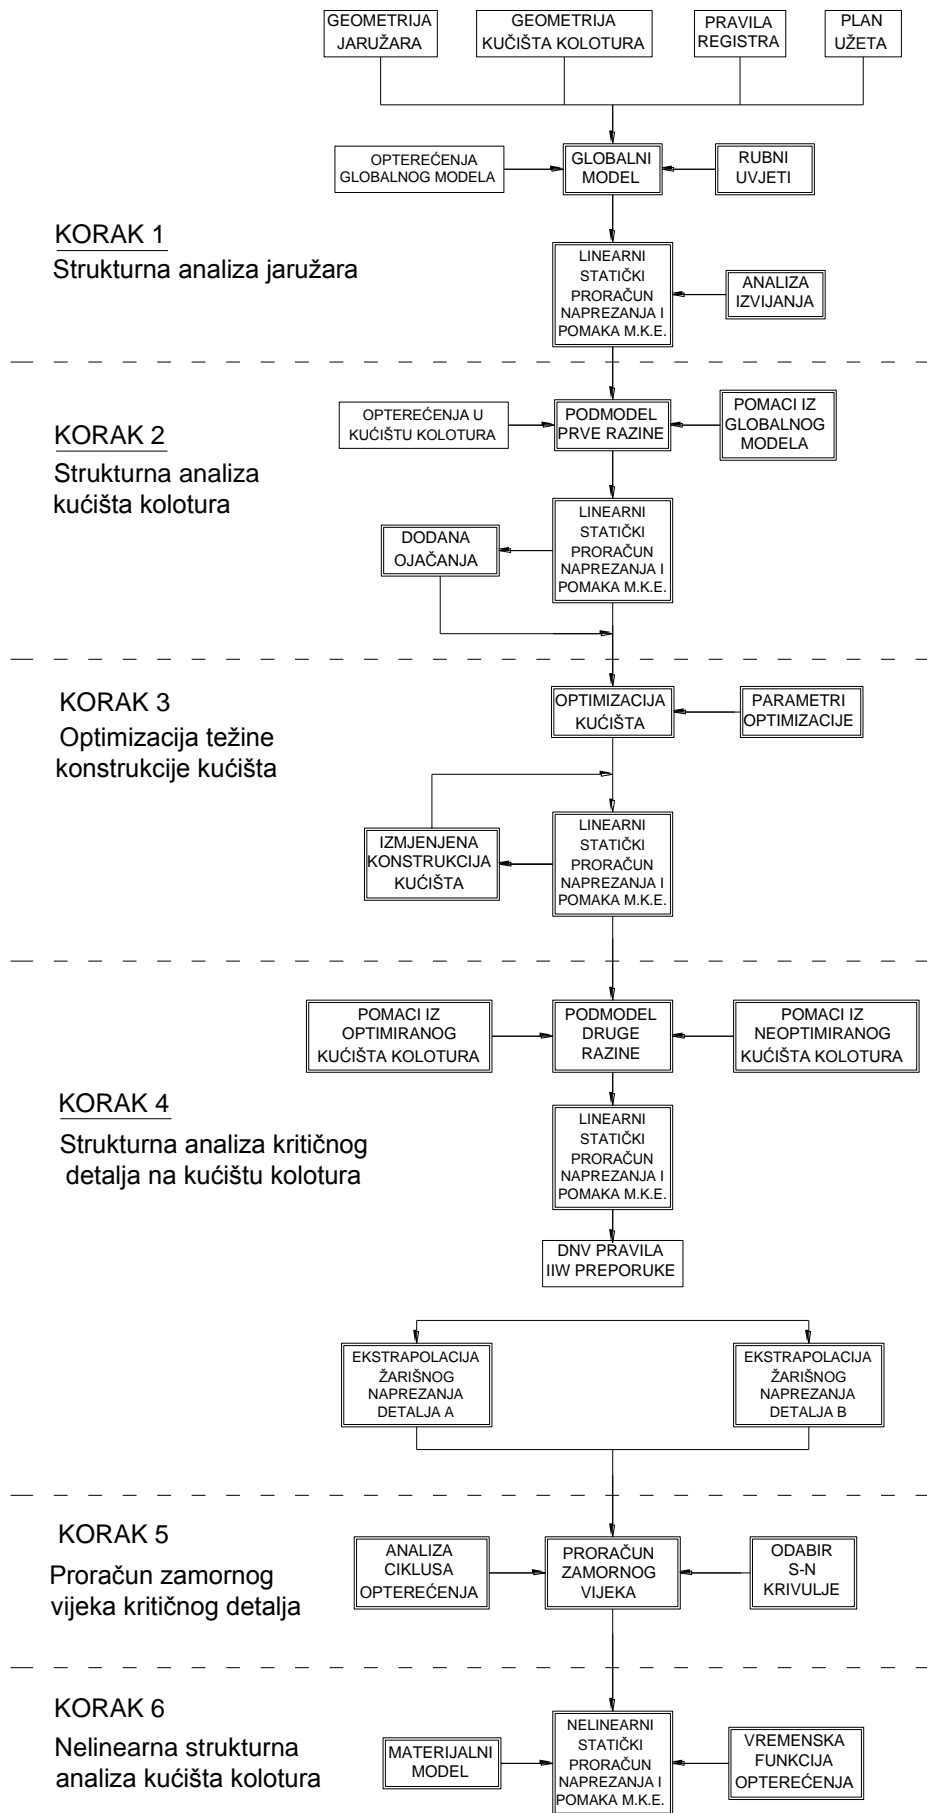 GEOMETRIJA
JARUŽARA
GEOMETRIJA
KUČIŠTA KOLOTURA
PRAVILA
REGISTRA
PLAN
UŽETA
OPTEREĆENJA
GLOBALNOG MODELA
GLOBALNI
MODEL
RUBNI
UVJETI
KORAK 1
Strukturna analiza jaružara
LINEARNI
STATIČKI
PRORAČUN
NAPREZANJA I
POMAKA M.K.E.
ANALIZA
IZVIJANJA
KORAK 2
Strukturna analiza
kućišta kolotura
OPTEREĆENJA U
KUĆIŠTU KOLOTURA
PODMODEL
PRVE RAZINE
POMACI IZ
GLOBALNOG
MODELA
DODANA
OJAČANJA
LINEARNI
STATIČKI
PRORAČUN
NAPREZANJA I
POMAKA M.K.E.
KORAK 3
Optimizacija težine
konstrukcije kućišta
OPTIMIZACIJA
KUĆIŠTA
PARAMETRI
OPTIMIZACIJE
IZMJENJENA
KONSTRUKCIJA
KUĆIŠTA
LINEARNI
STATIČKI
PRORAČUN
NAPREZANJA I
POMAKA M.K.E.
POMACI IZ
OPTIMIRANOG
KUĆIŠTA KOLOTURA
PODMODEL
DRUGE
RAZINE
POMACI IZ
NEOPTIMIRANOG
KUĆIŠTA KOLOTURA
KORAK 4
Strukturna analiza kritičnog
detalja na kućištu kolotura
LINEARNI
STATIČKI
PRORAČUN
NAPREZANJA I
POMAKA M.K.E.
DNV PRAVILA
IIW PREPORUKE
EKSTRAPOLACIJA
ŽARIŠNOG
NAPREZANJA
DETALJA A
EKSTRAPOLACIJA
ŽARIŠNOG
NAPREZANJA
DETALJA B
KORAK 5
Proračun zamornog
vijeka kritičnog detalja
ANALIZA
CIKLUSA
OPTEREĆENJA
PRORAČUN
ZAMORNOG
VIJEKA
ODABIR
S-N
KRIVULJE
KORAK 6
Nelinearna strukturna
analiza kućišta kolotura
MATERIJALNI
MODEL
NELINEARNI
STATIČKI
PRORAČUN
NAPREZANJA I
POMAKA M.K.E.
VREMENSKA
FUNKCIJA
OPTEREĆENJA